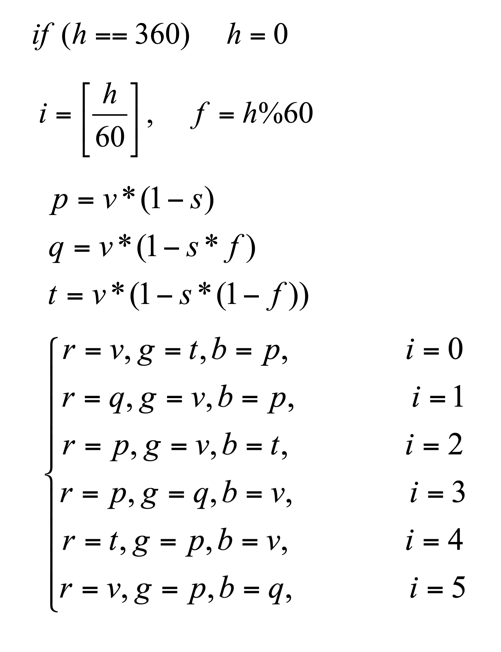 if (h == 360) h = 0
i = [h/60], f = h%60
p = v*(1 − s)
q = v*(1 − s* f)
t = v*(1 − s*(1 − f))
r = v, g = t, b = p, i = 0
r = q, g = v, b = p, i = 1
r = p, g = v, b = t, i = 2
r = p, g = q, b = v, i = 3
r = t, g = p, b = v, i = 4
r = v, g = p, b = q, i = 5